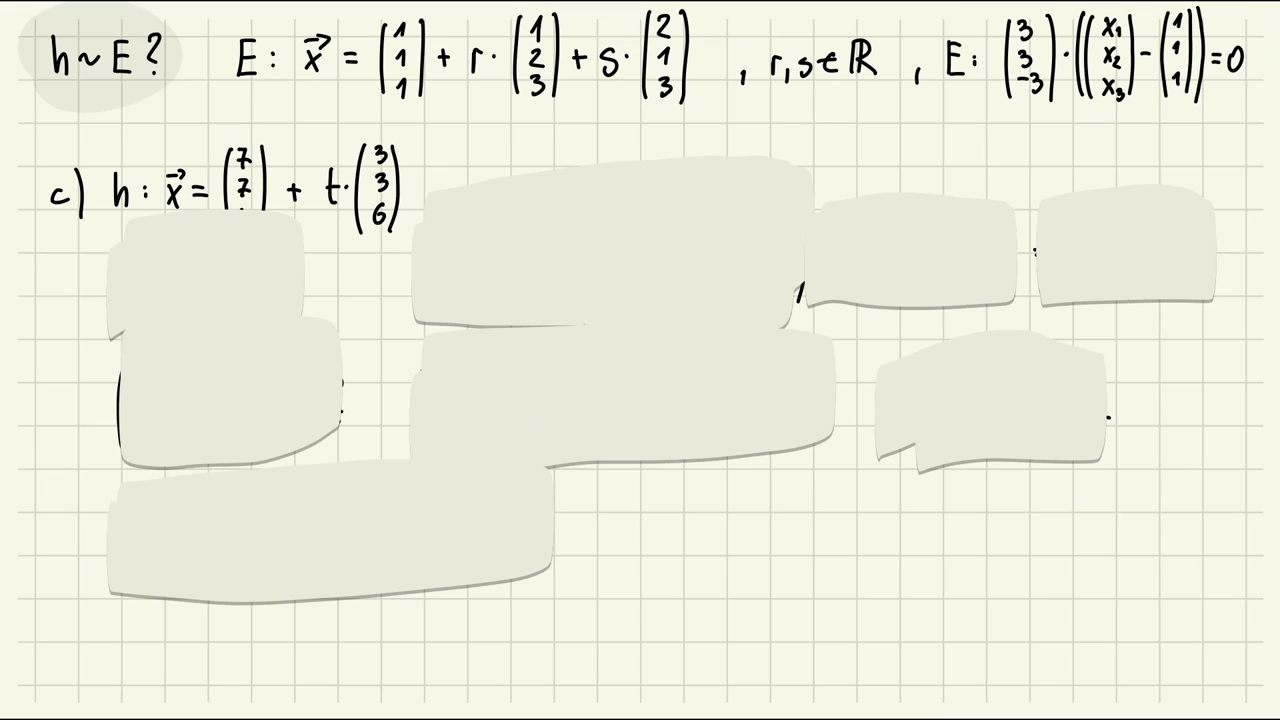 h ~ E ? E : x⃗ = (1 1 1) + r · (1 2 3) + s · (2 1 3) , r, s ∈ ℝ , E : (3 3 -3) · ((x₁ x₂ x₃) - (1 1 1)) = 0
c) h : x⃗ = (7 7 + t · (3 3 6)